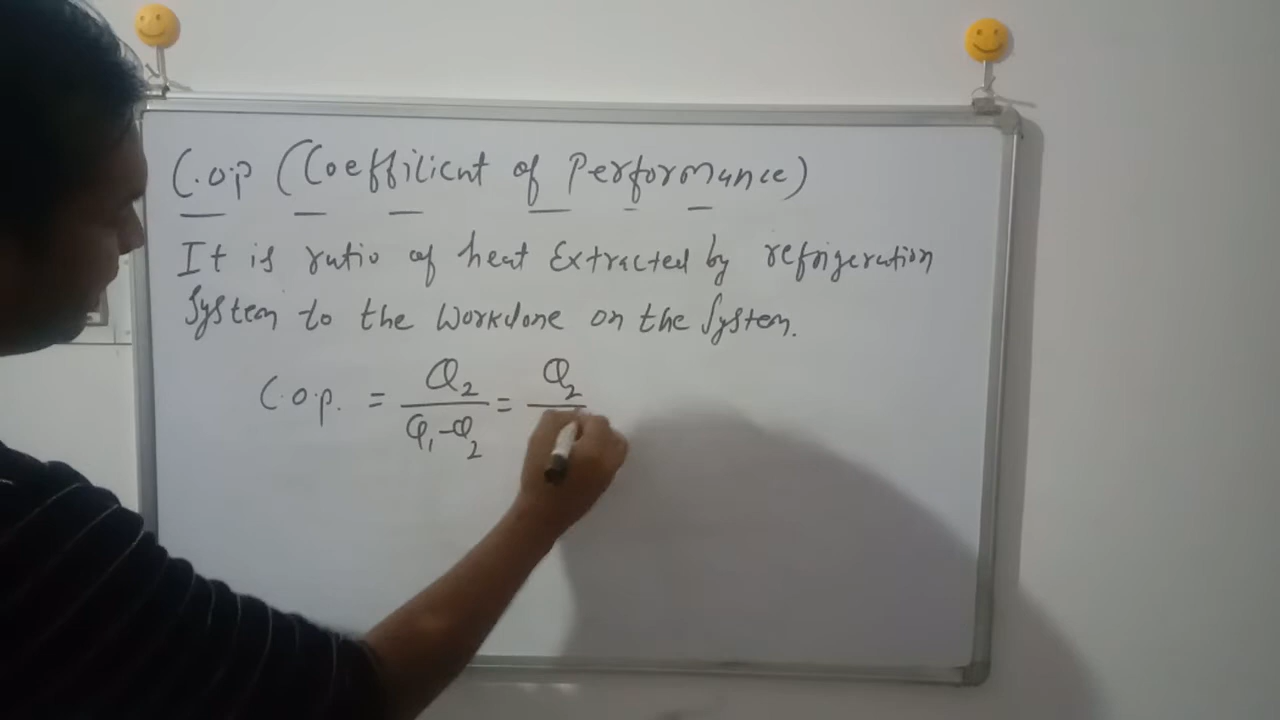 C.O.P (Coefficient of Performance)
It is ratio of heat Extracted by refrigeration
System to the Workdone on the System.
C.O.P. = Q₂/(Q₁-Q₂) = Q₂/